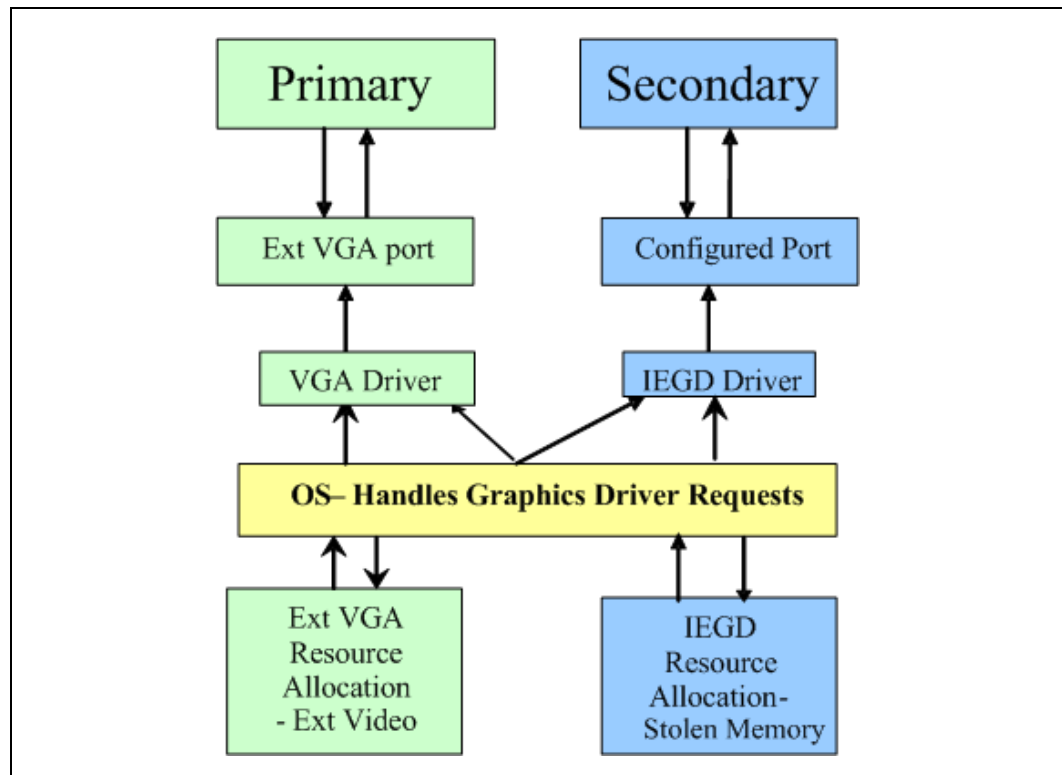 Primary
Secondary
Ext VGA port
Configured Port
VGA Driver
IEGD Driver
OS– Handles Graphics Driver Requests
Ext VGA
Resource
Allocation
- Ext Video
IEGD
Resource
Allocation-
Stolen Memory